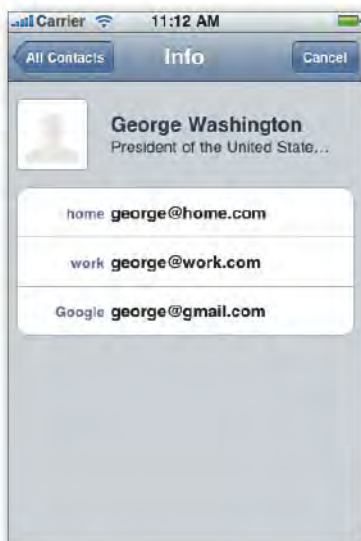 Carrier 11:12 AM
All Contacts Info Cancel
George Washington
President of the United State...
home george@home.com
work george@work.com
Google george@gmail.com